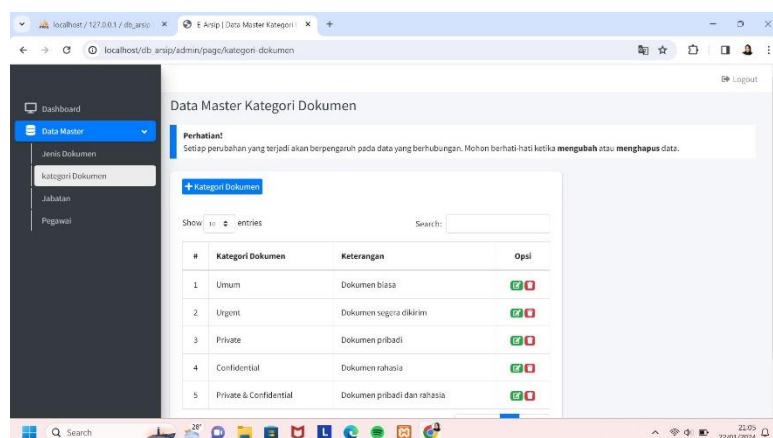 localhost / 127.0.0.1 / db_arsip
E Arsip | Data Master Kategori
localhost/db_arsip/admin/page/kategori-dokumen
Logout
Dashboard
Data Master
Jenis Dokumen
kategori Dokumen
Jabatan
Pegawai
Data Master Kategori Dokumen
Perhatian!
Setiap perubahan yang terjadi akan berpengaruh pada data yang berhubungan. Mohon berhati-hati ketika mengubah atau menghapus data.
+ Kategori Dokumen
Show 10 entries Search:
# Kategori Dokumen Keterangan Opsi
1 Umum Dokumen biasa
2 Urgent Dokumen segera dikirim
3 Private Dokumen pribadi
4 Confidential Dokumen rahasia
5 Private & Confidential Dokumen pribadi dan rahasia
Search
28°
21:05
22/01/2024